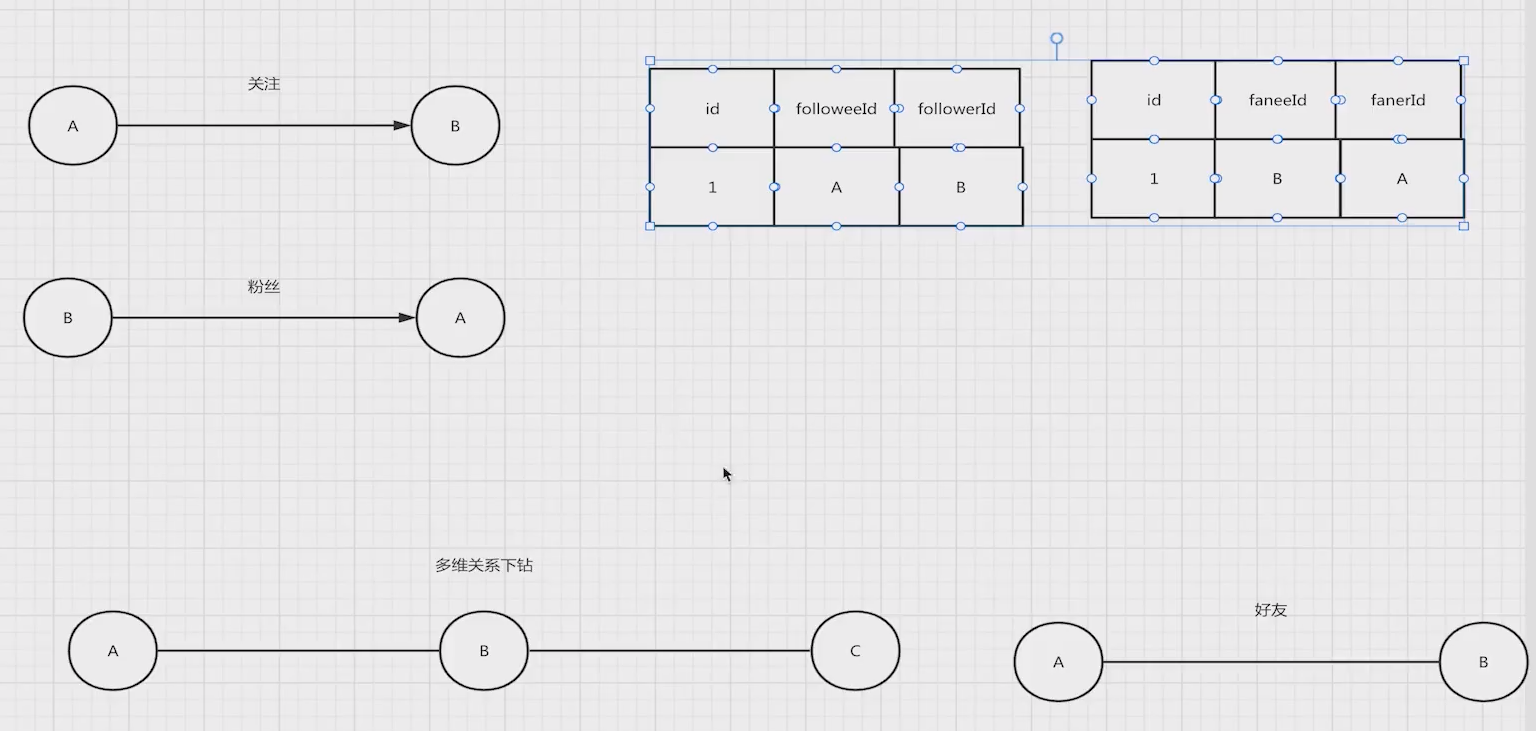 关注
A B
id followeeId followerId
1 A B
id faneeId fanerId
1 B A
粉丝
B A
多维关系下钻
A B C
好友
A B